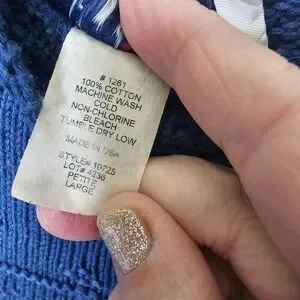 # 1261
100% COTTON
MACHINE WASH
COLD
NON-CHLORINE
BLEACH
TUMBLE DRY LOW
MADE IN USA
STYLE# 10725
LOT# 4236
PETITE
LARGE